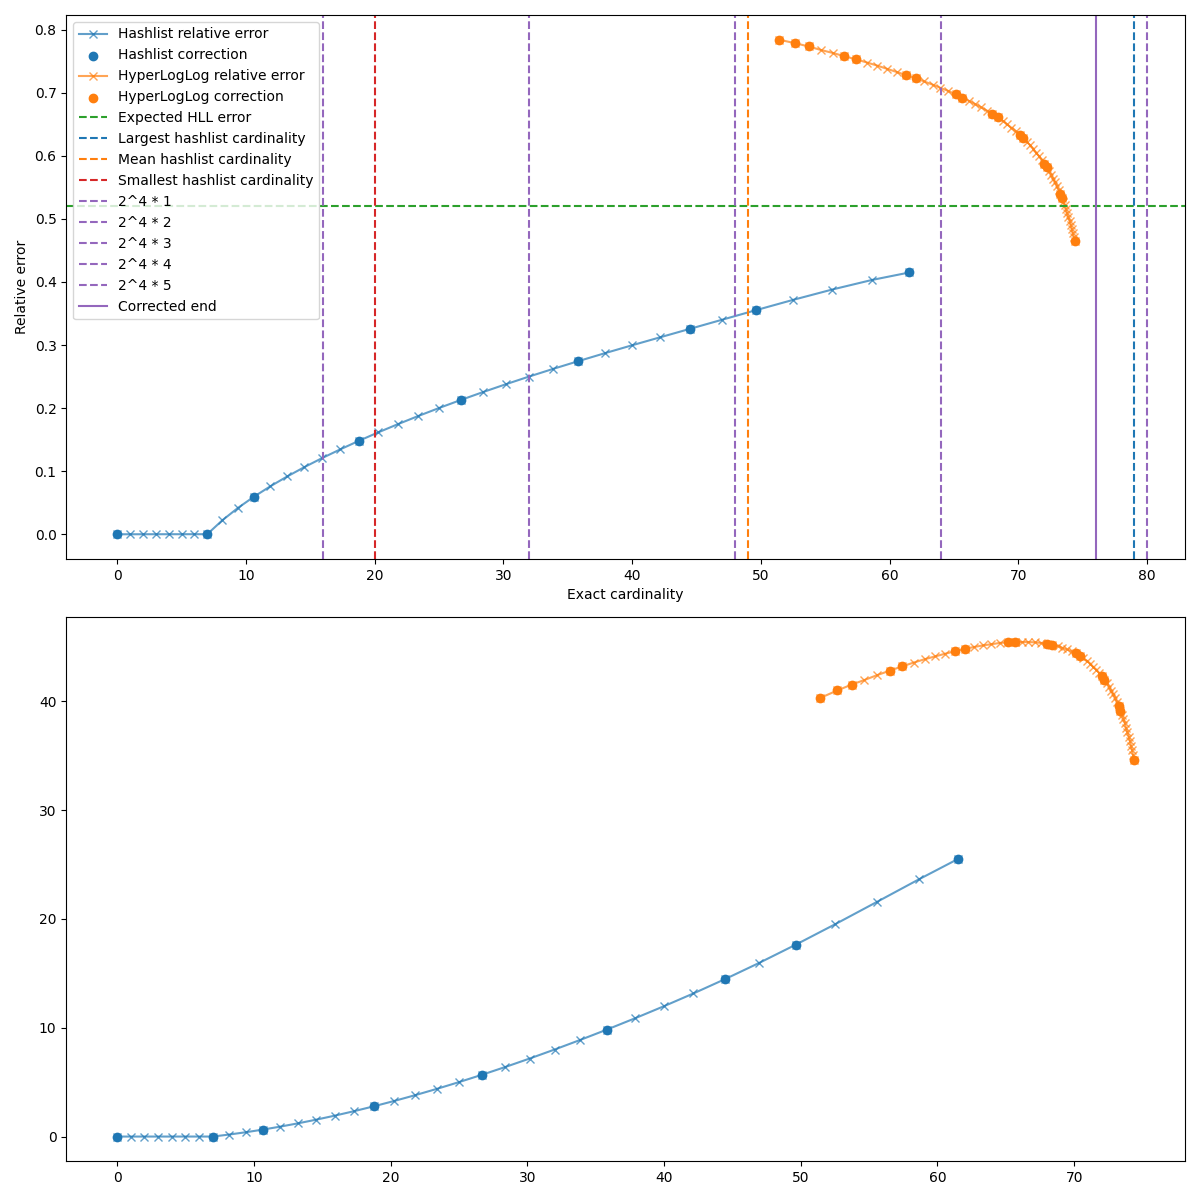 0.8
0.7
0.6
0.5
0.4
0.3
0.2
0.1
0.0
Relative error
Hashlist relative error
Hashlist correction
HyperLogLog relative error
HyperLogLog correction
Expected HLL error
Largest hashlist cardinality
Mean hashlist cardinality
Smallest hashlist cardinality
2^4 * 1
2^4 * 2
2^4 * 3
2^4 * 4
2^4 * 5
Corrected end
0 10 20 30 40 50 60 70 80
Exact cardinality
40
30
20
10
0
0 10 20 30 40 50 60 70